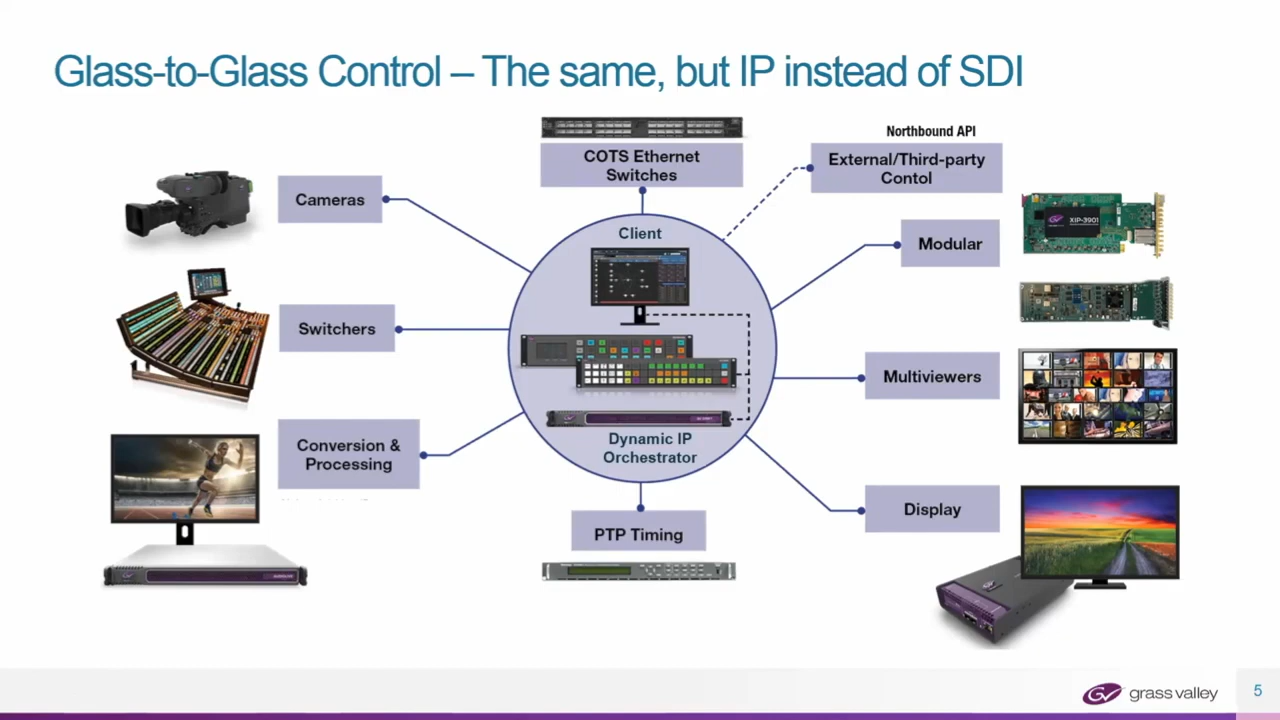 Glass-to-Glass Control – The same, but IP instead of SDI
COTS Ethernet
Switches
Northbound API
External/Third-party
Contol
Cameras
Client
Modular
XIP-3901
Switchers
Multiviewers
Conversion &
Processing
Dynamic IP
Orchestrator
Display
PTP Timing
GV
grass valley
5